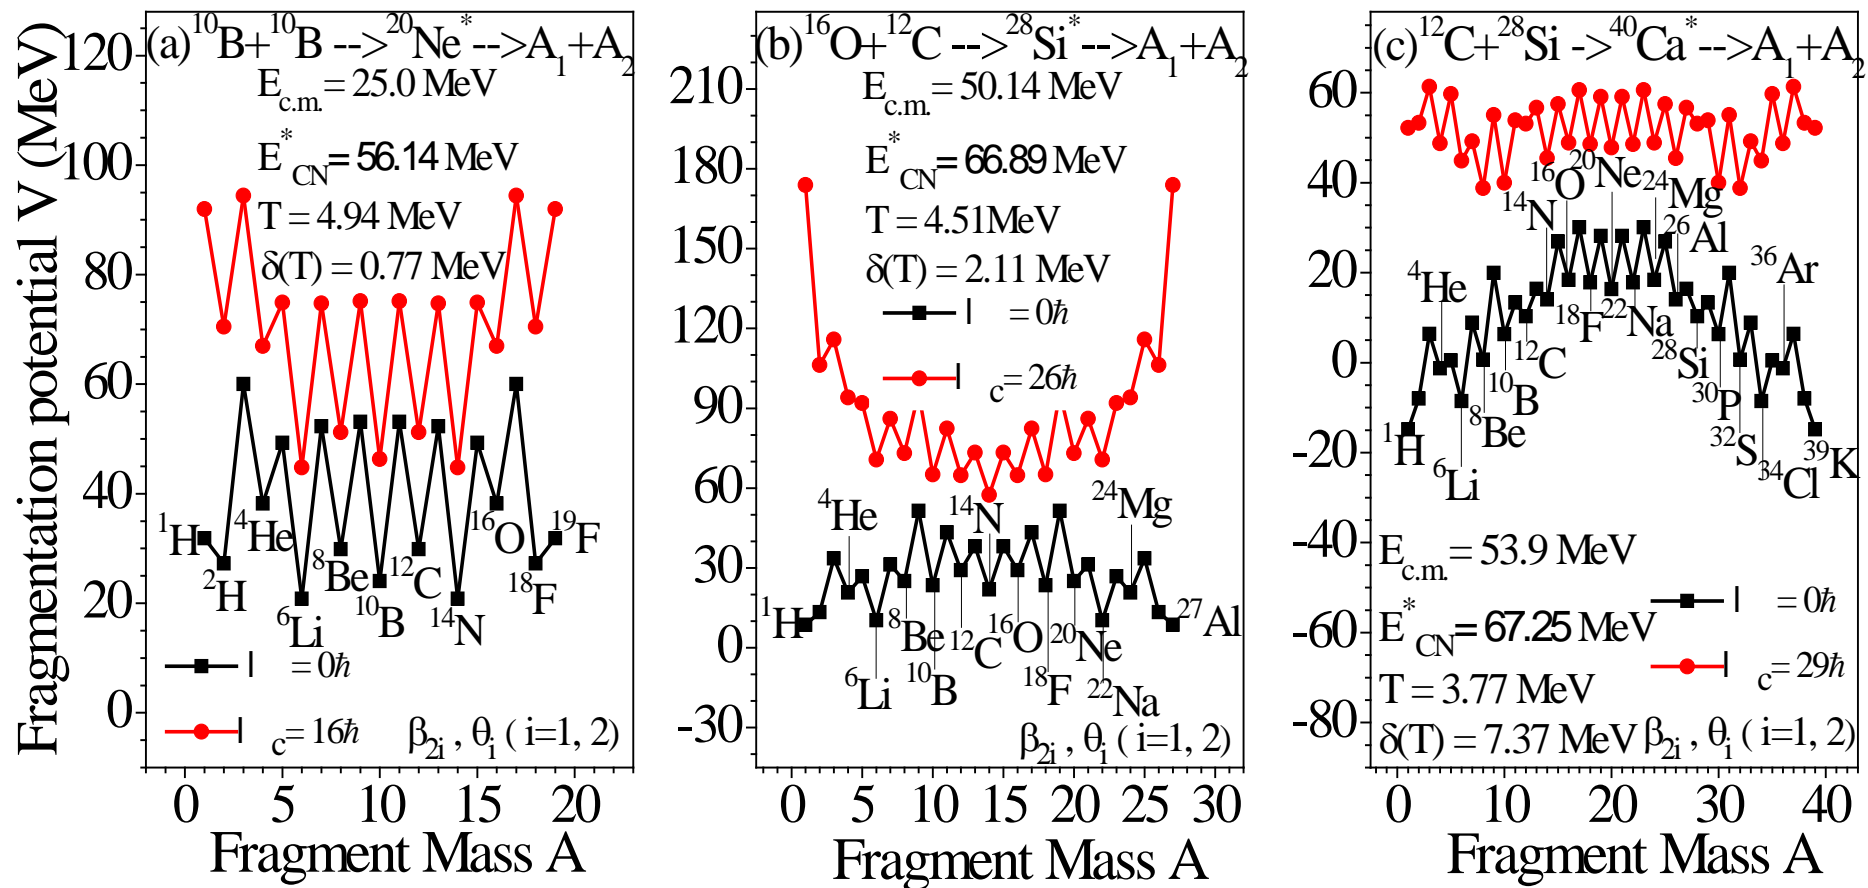 Fragmentation potential V (MeV)
(a) ¹⁰B+¹⁰B -->²⁰Ne*-->A₁+A₂
E_c.m. = 25.0 MeV
E*_CN = 56.14 MeV
T = 4.94 MeV
δ(T) = 0.77 MeV
120
100
80
60
40
20
0
¹H
²H
⁴He
⁶Li
⁸Be
¹⁰B
¹²C
¹⁴N
¹⁶O
¹⁸F
¹⁹F
l = 0ħ
l_c = 16ħ
β₂ᵢ, θᵢ (i=1, 2)
0 5 10 15 20
Fragment Mass A
(b) ¹⁶O+¹²C -->²⁸Si*-->A₁+A₂
E_c.m. = 50.14 MeV
E*_CN = 66.89 MeV
T = 4.51MeV
δ(T) = 2.11 MeV
l = 0ħ
l_c = 26ħ
210
180
150
120
90
60
30
0
-30
¹H
⁴He
⁶Li
⁸Be
¹⁰B
¹²C
¹⁴N
¹⁶O
¹⁸F
²⁰Ne
²²Na
²⁴Mg
²⁷Al
β₂ᵢ, θᵢ (i=1, 2)
0 5 10 15 20 25 30
Fragment Mass A
(c) ¹²C+²⁸Si ->⁴⁰Ca*-->A₁+A₂
60
40
20
0
-20
-40
-60
-80
¹H
⁴He
⁶Li
⁸Be
¹⁰B
¹²C
¹⁴N
¹⁶O
¹⁸F
²⁰Ne
²²Na
²⁴Mg
²⁶Al
²⁸Si
³⁰P
³²S
³⁴Cl
³⁶Ar
³⁹K
E_c.m. = 53.9 MeV
E*_CN = 67.25 MeV
T = 3.77 MeV
δ(T) = 7.37 MeV
l = 0ħ
l_c = 29ħ
β₂ᵢ, θᵢ (i=1, 2)
0 10 20 30 40
Fragment Mass A